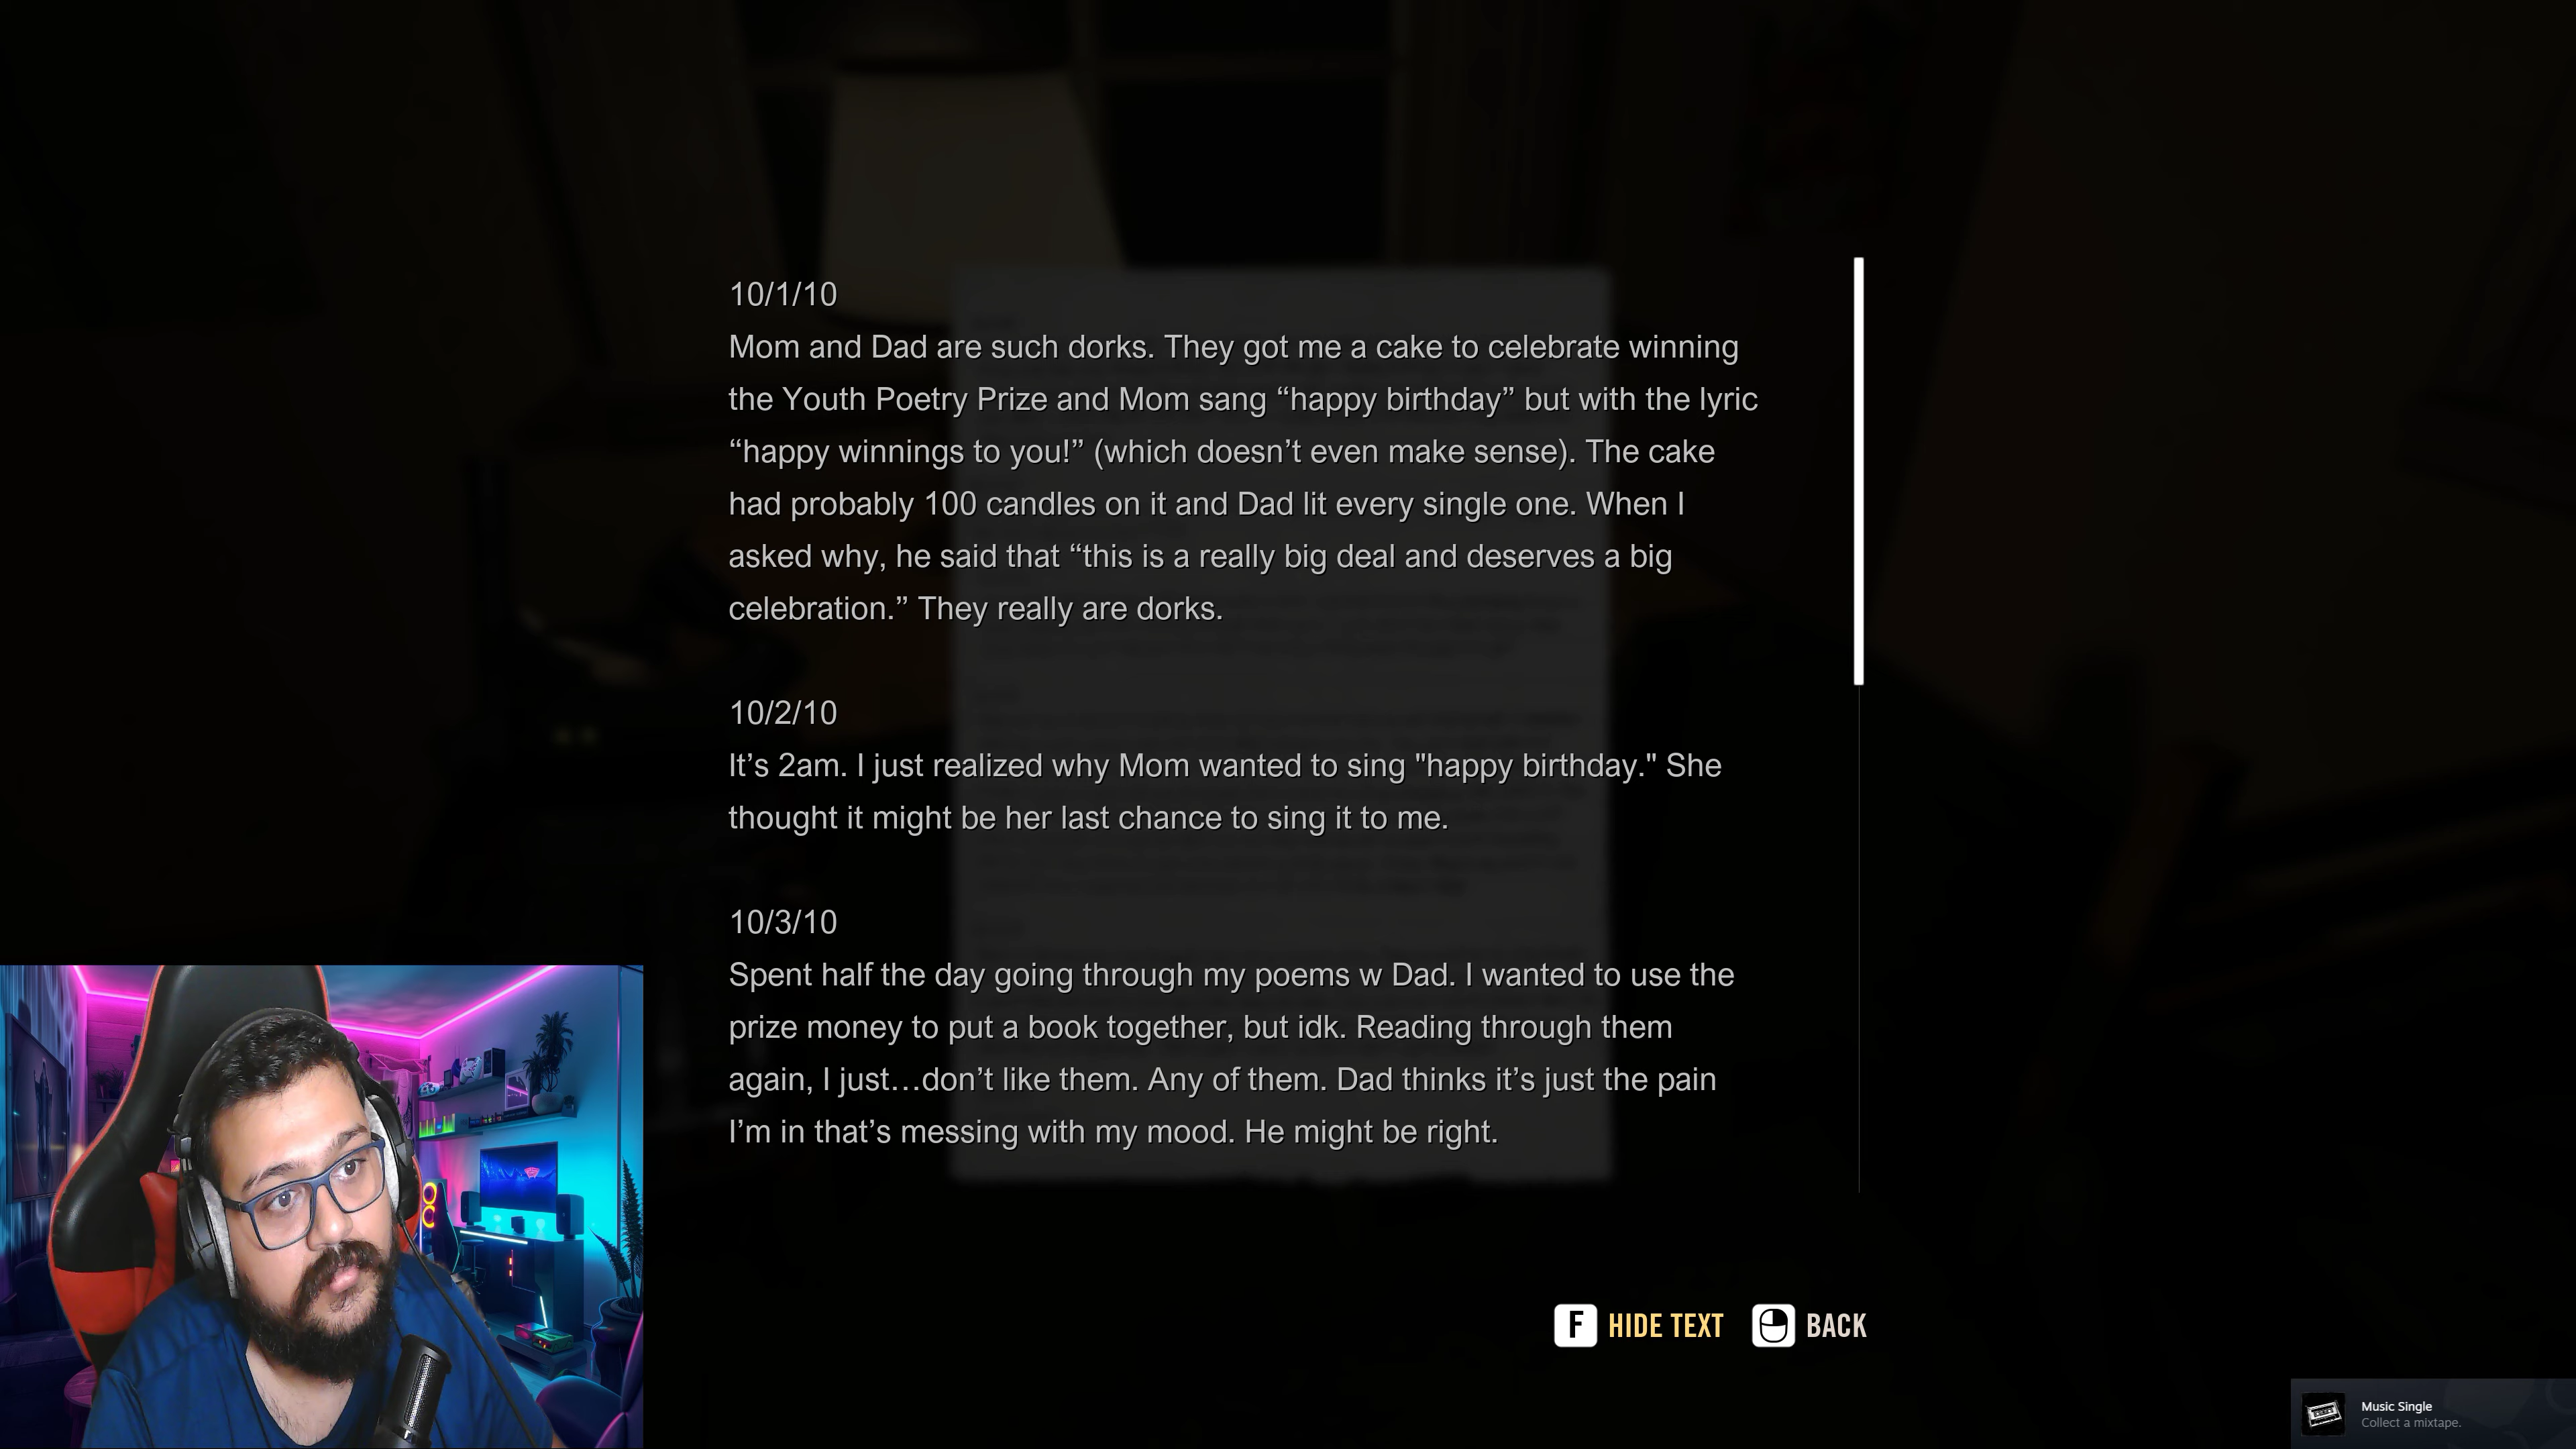 10/1/10
Mom and Dad are such dorks. They got me a cake to celebrate winning
the Youth Poetry Prize and Mom sang “happy birthday” but with the lyric
“happy winnings to you!” (which doesn’t even make sense). The cake
had probably 100 candles on it and Dad lit every single one. When I
asked why, he said that “this is a really big deal and deserves a big
celebration.” They really are dorks.
10/2/10
It’s 2am. I just realized why Mom wanted to sing "happy birthday." She
thought it might be her last chance to sing it to me.
10/3/10
Spent half the day going through my poems w Dad. I wanted to use the
prize money to put a book together, but idk. Reading through them
again, I just…don’t like them. Any of them. Dad thinks it’s just the pain
I’m in that’s messing with my mood. He might be right.
F HIDE TEXT BACK
Music Single
Collect a mixtape.